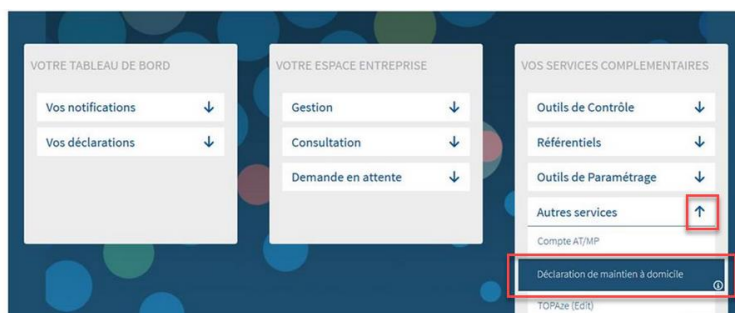 VOTRE TABLEAU DE BORD
Vos notifications
Vos déclarations
VOTRE ESPACE ENTREPRISE
Gestion
Consultation
Demande en attente
VOS SERVICES COMPLEMENTAIRES
Outils de Contrôle
Référentiels
Outils de Paramétrage
Autres services
Compte AT/MP
Déclaration de maintien à domicile
TOPAze (Edit)